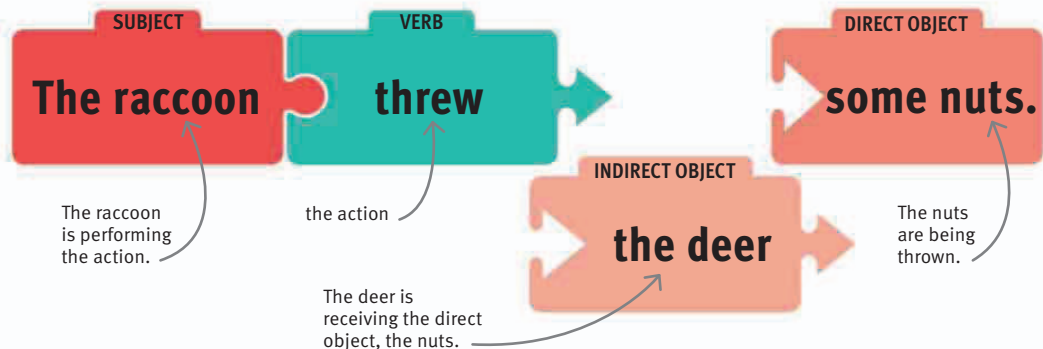 SUBJECT
The raccoon
VERB
threw
DIRECT OBJECT
some nuts.
INDIRECT OBJECT
the deer
The raccoon
is performing
the action.
the action
The deer is
receiving the direct
object, the nuts.
The nuts
are being
thrown.